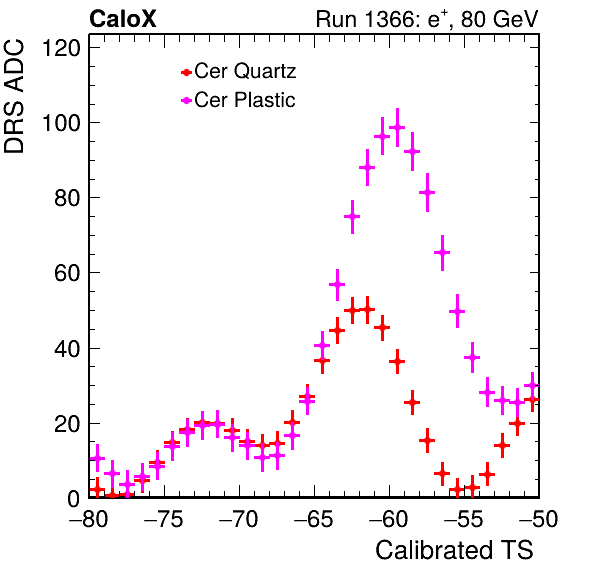 CaloX Run 1366: e⁺, 80 GeV
DRS ADC
Cer Quartz
Cer Plastic
120
100
80
60
40
20
0
−80 −75 −70 −65 −60 −55 −50
Calibrated TS